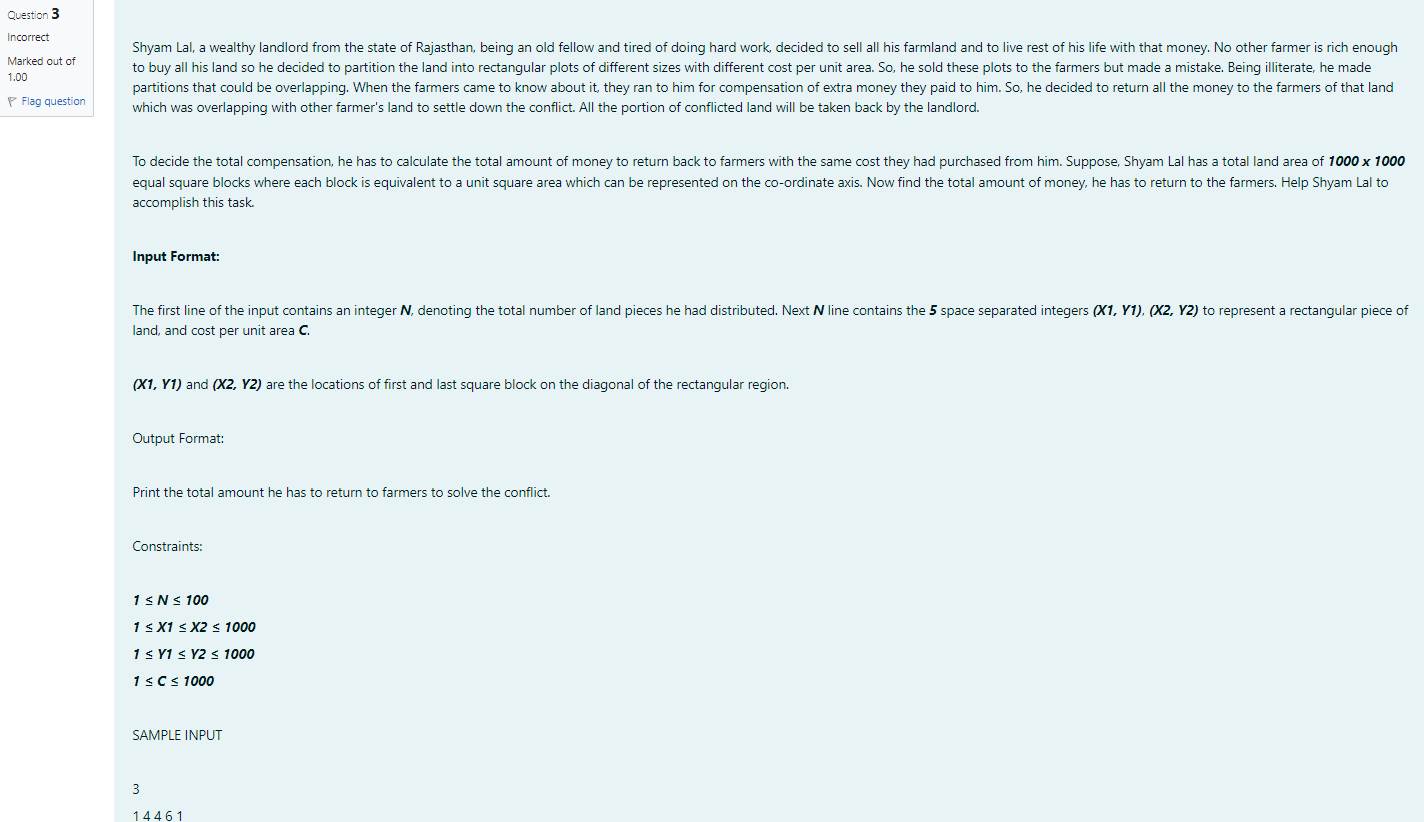 Question 3
Incorrect
Marked out of
1.00
Flag question
Shyam Lal, a wealthy landlord from the state of Rajasthan, being an old fellow and tired of doing hard work, decided to sell all his farmland and to live rest of his life with that money. No other farmer is rich enough
to buy all his land so he decided to partition the land into rectangular plots of different sizes with different cost per unit area. So, he sold these plots to the farmers but made a mistake. Being illiterate, he made
partitions that could be overlapping. When the farmers came to know about it, they ran to him for compensation of extra money they paid to him. So, he decided to return all the money to the farmers of that land
which was overlapping with other farmer's land to settle down the conflict. All the portion of conflicted land will be taken back by the landlord.
To decide the total compensation, he has to calculate the total amount of money to return back to farmers with the same cost they had purchased from him. Suppose, Shyam Lal has a total land area of 1000 x 1000
equal square blocks where each block is equivalent to a unit square area which can be represented on the co-ordinate axis. Now find the total amount of money, he has to return to the farmers. Help Shyam Lal to
accomplish this task.
Input Format:
The first line of the input contains an integer N, denoting the total number of land pieces he had distributed. Next N line contains the 5 space separated integers (X1, Y1), (X2, Y2) to represent a rectangular piece of
land, and cost per unit area C.
(X1, Y1) and (X2, Y2) are the locations of first and last square block on the diagonal of the rectangular region.
Output Format:
Print the total amount he has to return to farmers to solve the conflict.
Constraints:
1 ≤ N ≤ 100
1 ≤ X1 ≤ X2 ≤ 1000
1 ≤ Y1 ≤ Y2 ≤ 1000
1 ≤ C ≤ 1000
SAMPLE INPUT
3
1 4 4 6 1